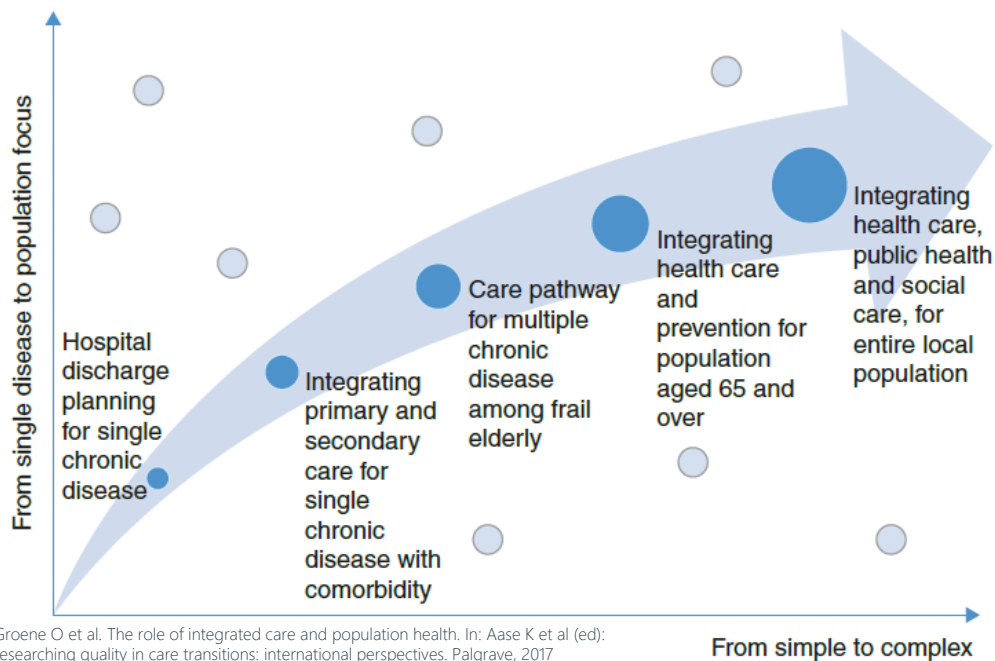 From single disease to population focus
Hospital
discharge
planning
for single
chronic
disease
Integrating
primary and
secondary
care for
single
chronic
disease with
comorbidity
Care pathway
for multiple
chronic
disease
among frail
elderly
Integrating
health care
and
prevention for
population
aged 65 and
over
Integrating
health care,
public health
and social
care, for
entire local
population
From simple to complex
Groene O et al. The role of integrated care and population health. In: Aase K et al (ed):
esearching quality in care transitions: international perspectives. Palgrave, 2017